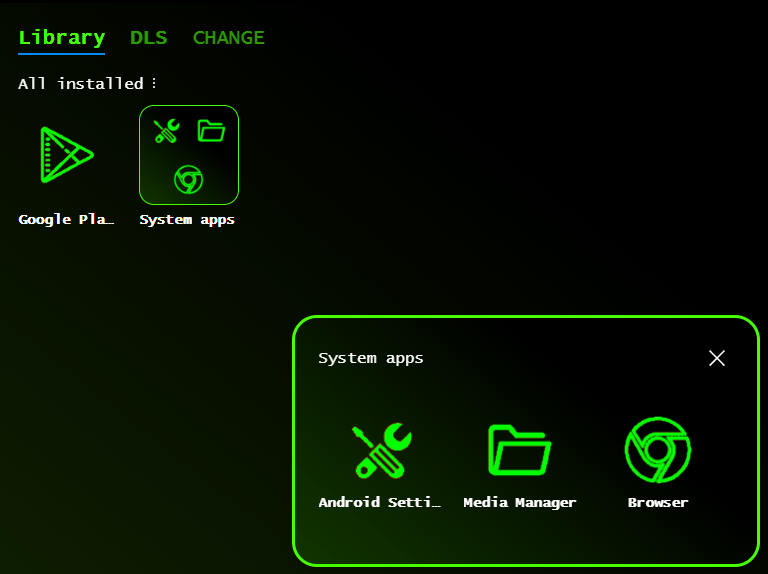 Library DLS CHANGE
All installed
Google Pla…
System apps
System apps
Android Setti…
Media Manager
Browser